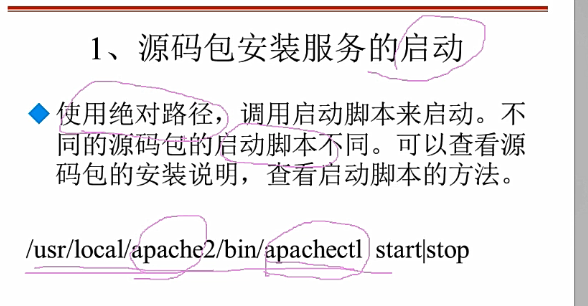 1、源码包安装服务的启动
使用绝对路径，调用启动脚本来启动。不
同的源码包的启动脚本不同。可以查看源
码包的安装说明，查看启动脚本的方法。
/usr/local/apache2/bin/apachectl start|stop